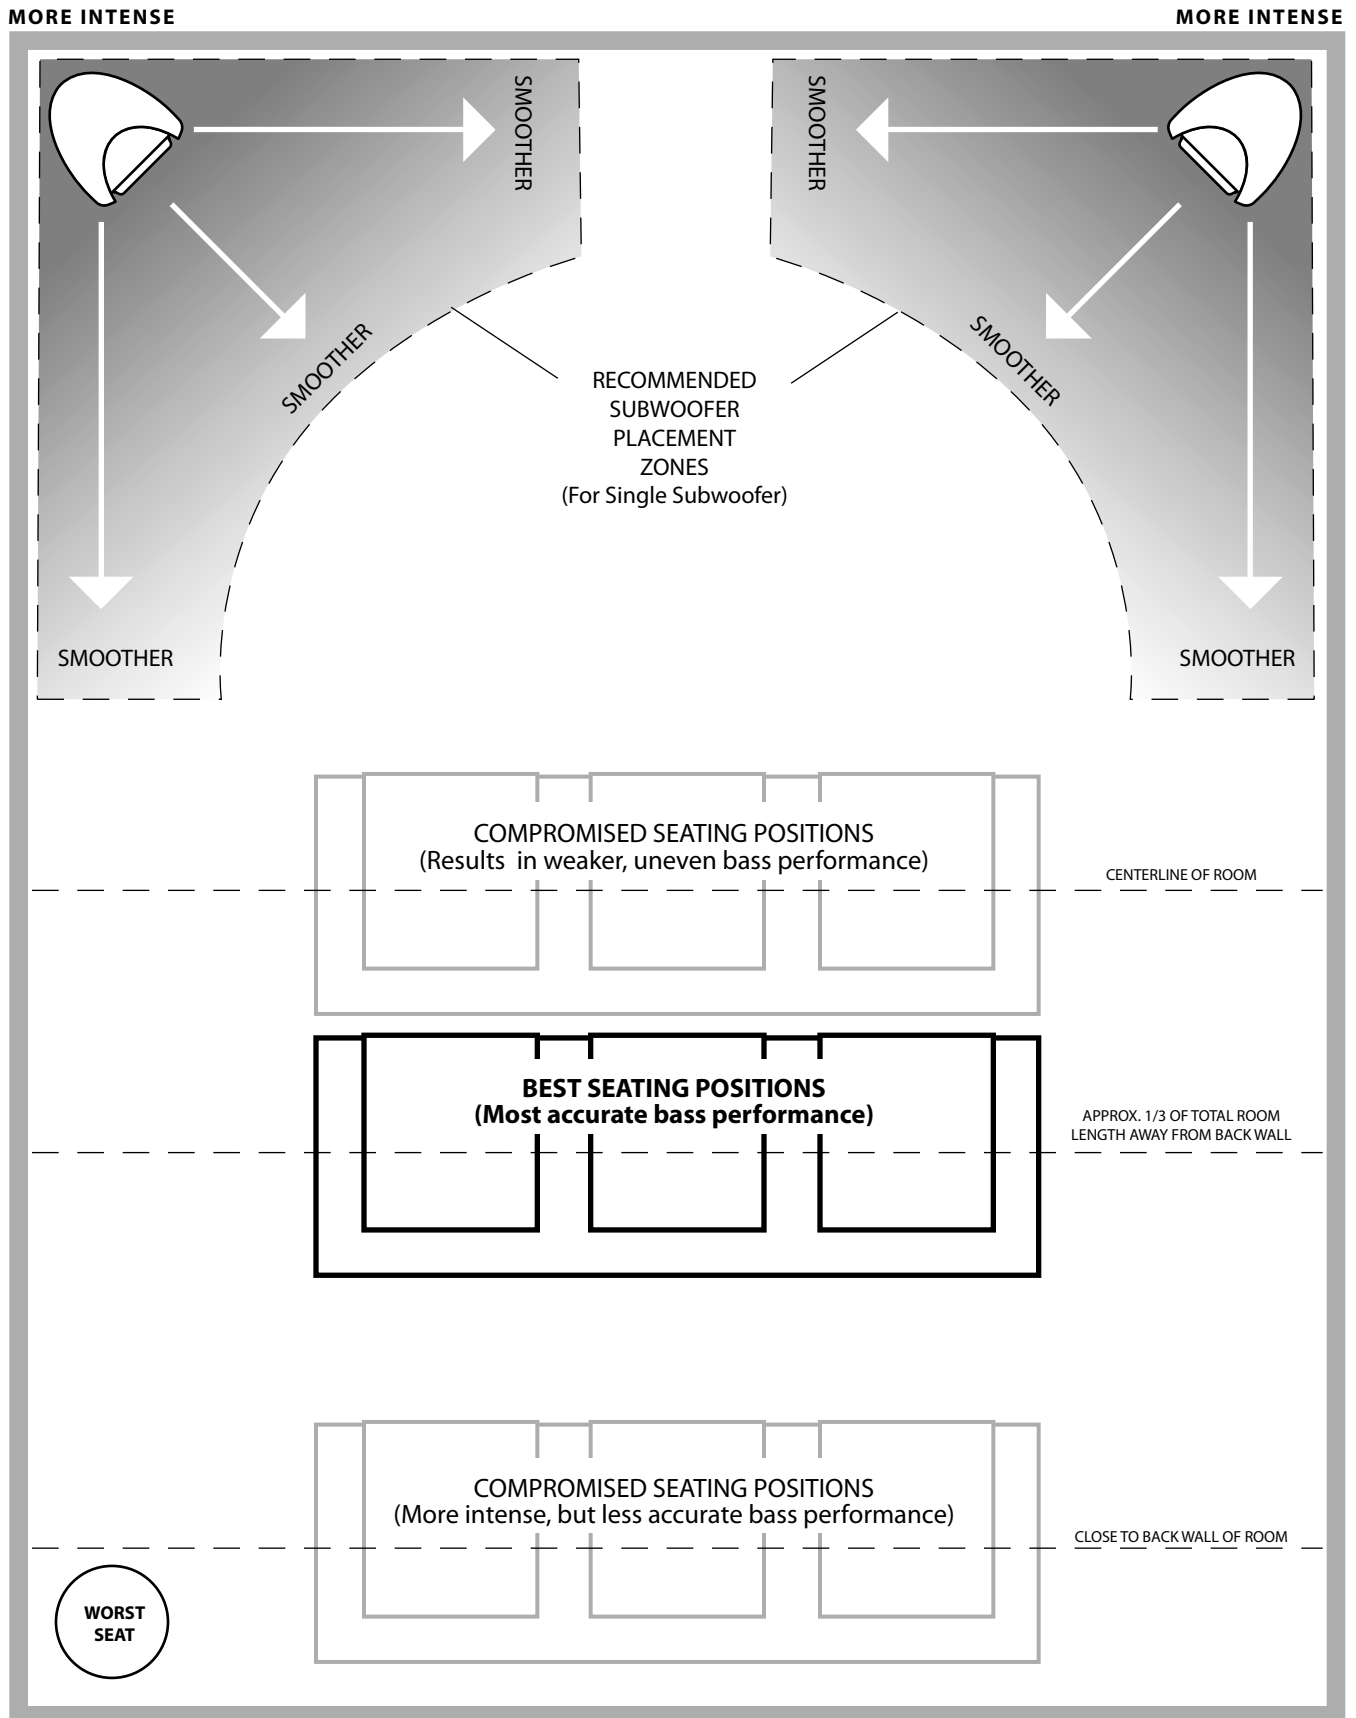 MORE INTENSE
MORE INTENSE
SMOOTHER
SMOOTHER
SMOOTHER
SMOOTHER
RECOMMENDED
SUBWOOFER
PLACEMENT
ZONES
(For Single Subwoofer)
SMOOTHER
SMOOTHER
COMPROMISED SEATING POSITIONS
(Results in weaker, uneven bass performance)
CENTERLINE OF ROOM
BEST SEATING POSITIONS
(Most accurate bass performance)
APPROX. 1/3 OF TOTAL ROOM
LENGTH AWAY FROM BACK WALL
COMPROMISED SEATING POSITIONS
(More intense, but less accurate bass performance)
CLOSE TO BACK WALL OF ROOM
WORST
SEAT